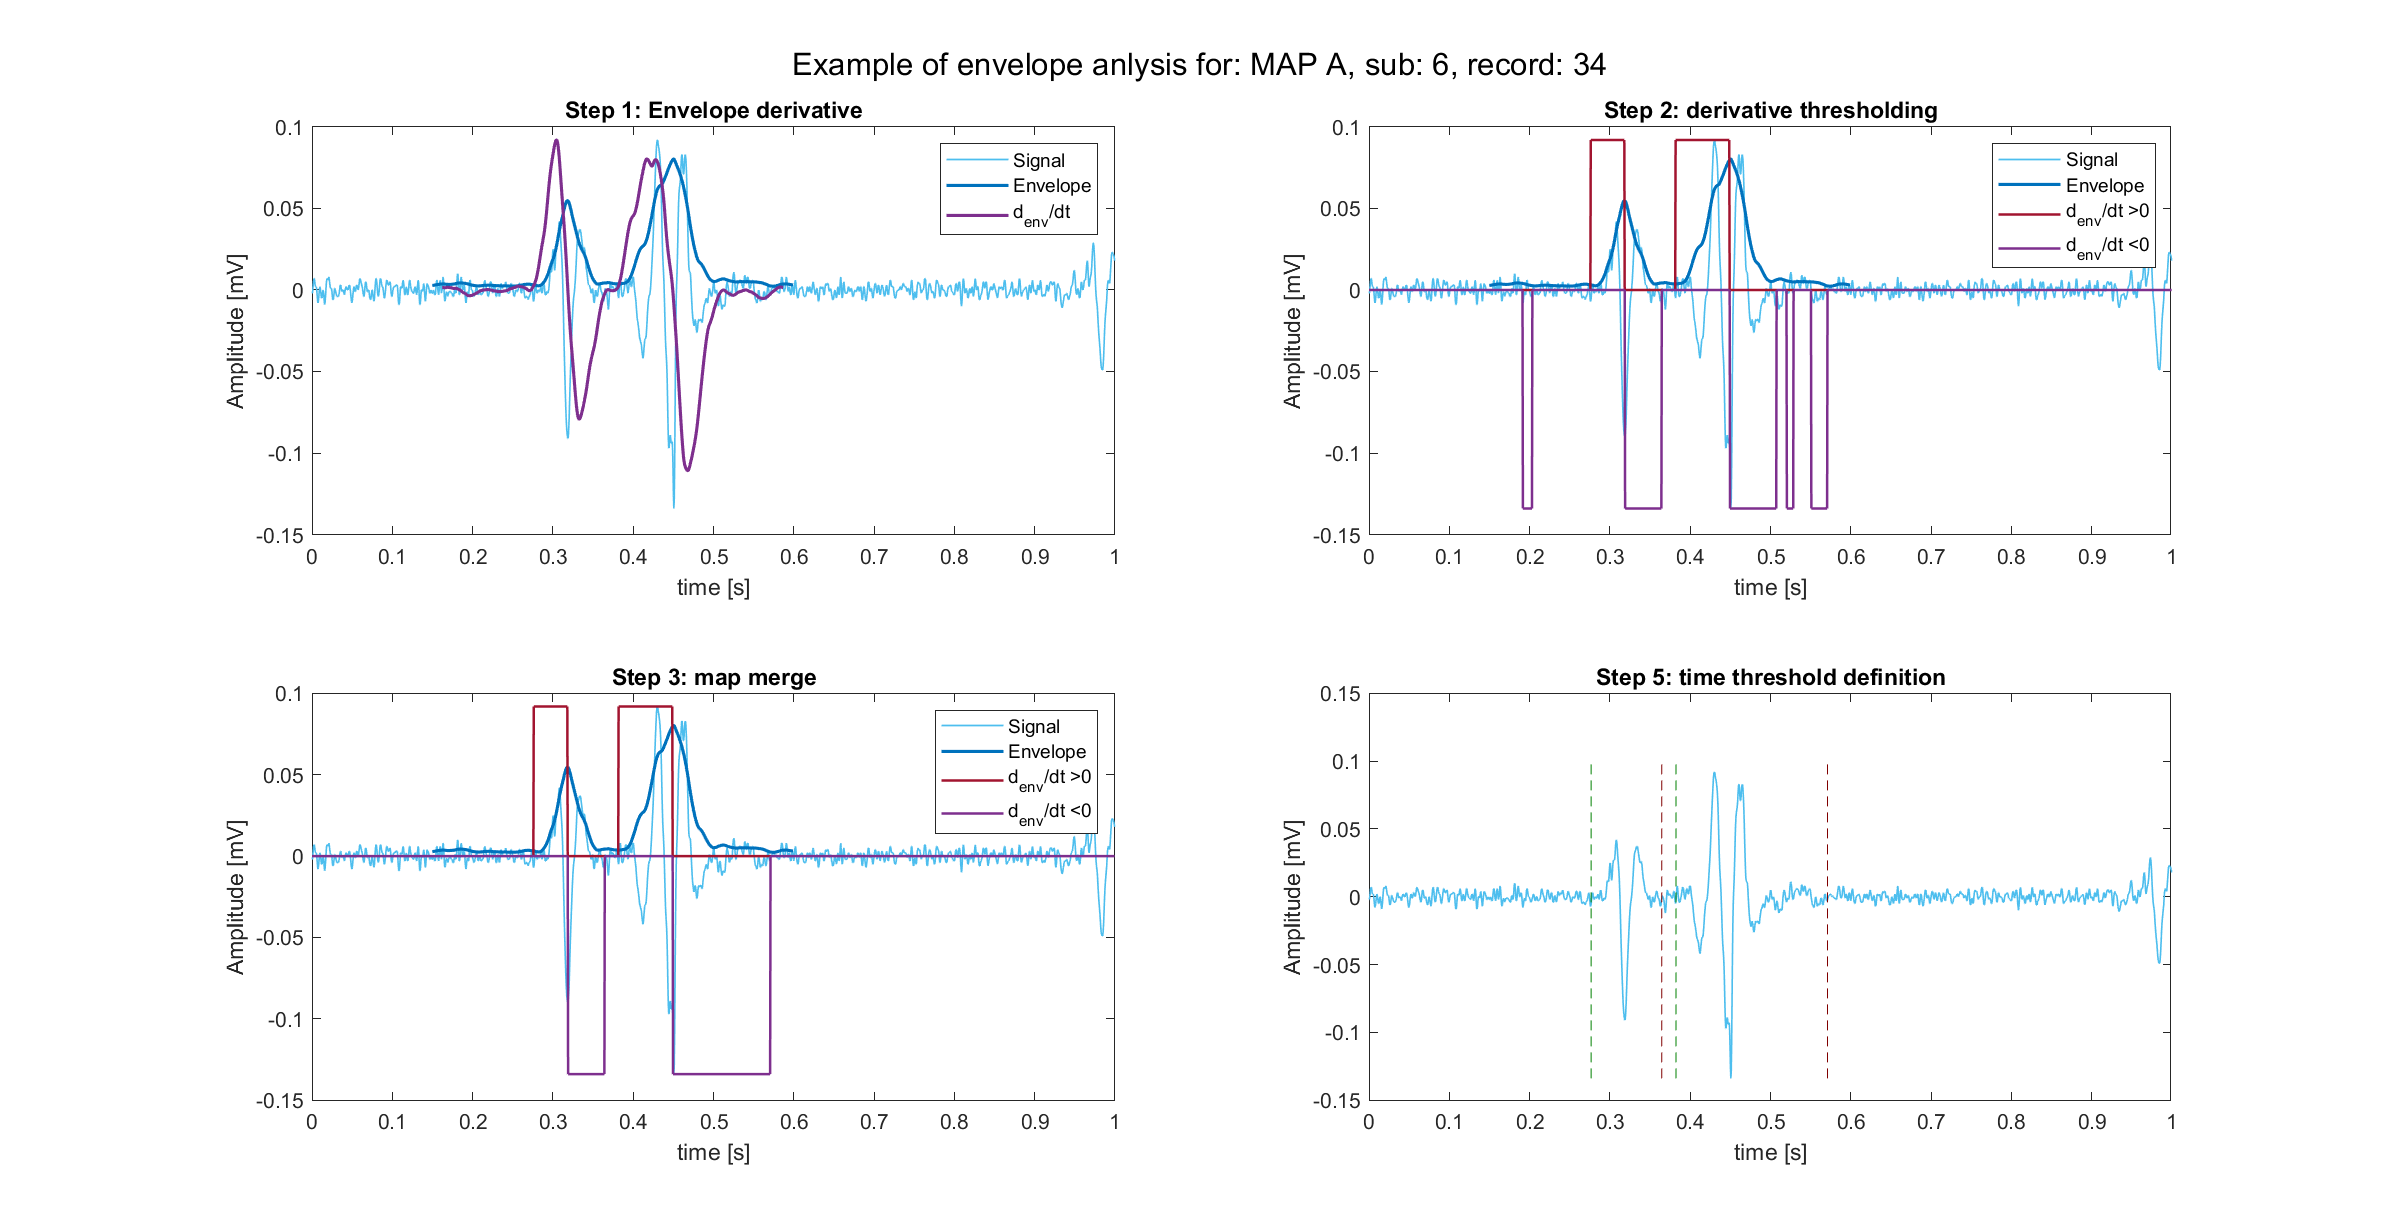 Example of envelope anlysis for: MAP A, sub: 6, record: 34
Step 1: Envelope derivative
0.1
0.05
0
-0.05
-0.1
-0.15
Amplitude [mV]
0 0.1 0.2 0.3 0.4 0.5 0.6 0.7 0.8 0.9 1
time [s]
Signal
Envelope
d_env/dt
Step 2: derivative thresholding
0.1
0.05
0
-0.05
-0.1
-0.15
Amplitude [mV]
0 0.1 0.2 0.3 0.4 0.5 0.6 0.7 0.8 0.9 1
time [s]
Signal
Envelope
d_env/dt >0
d_env/dt <0
Step 3: map merge
0.1
0.05
0
-0.05
-0.1
-0.15
Amplitude [mV]
0 0.1 0.2 0.3 0.4 0.5 0.6 0.7 0.8 0.9 1
time [s]
Signal
Envelope
d_env/dt >0
d_env/dt <0
Step 5: time threshold definition
0.15
0.1
0.05
0
-0.05
-0.1
-0.15
Amplitude [mV]
0 0.1 0.2 0.3 0.4 0.5 0.6 0.7 0.8 0.9 1
time [s]